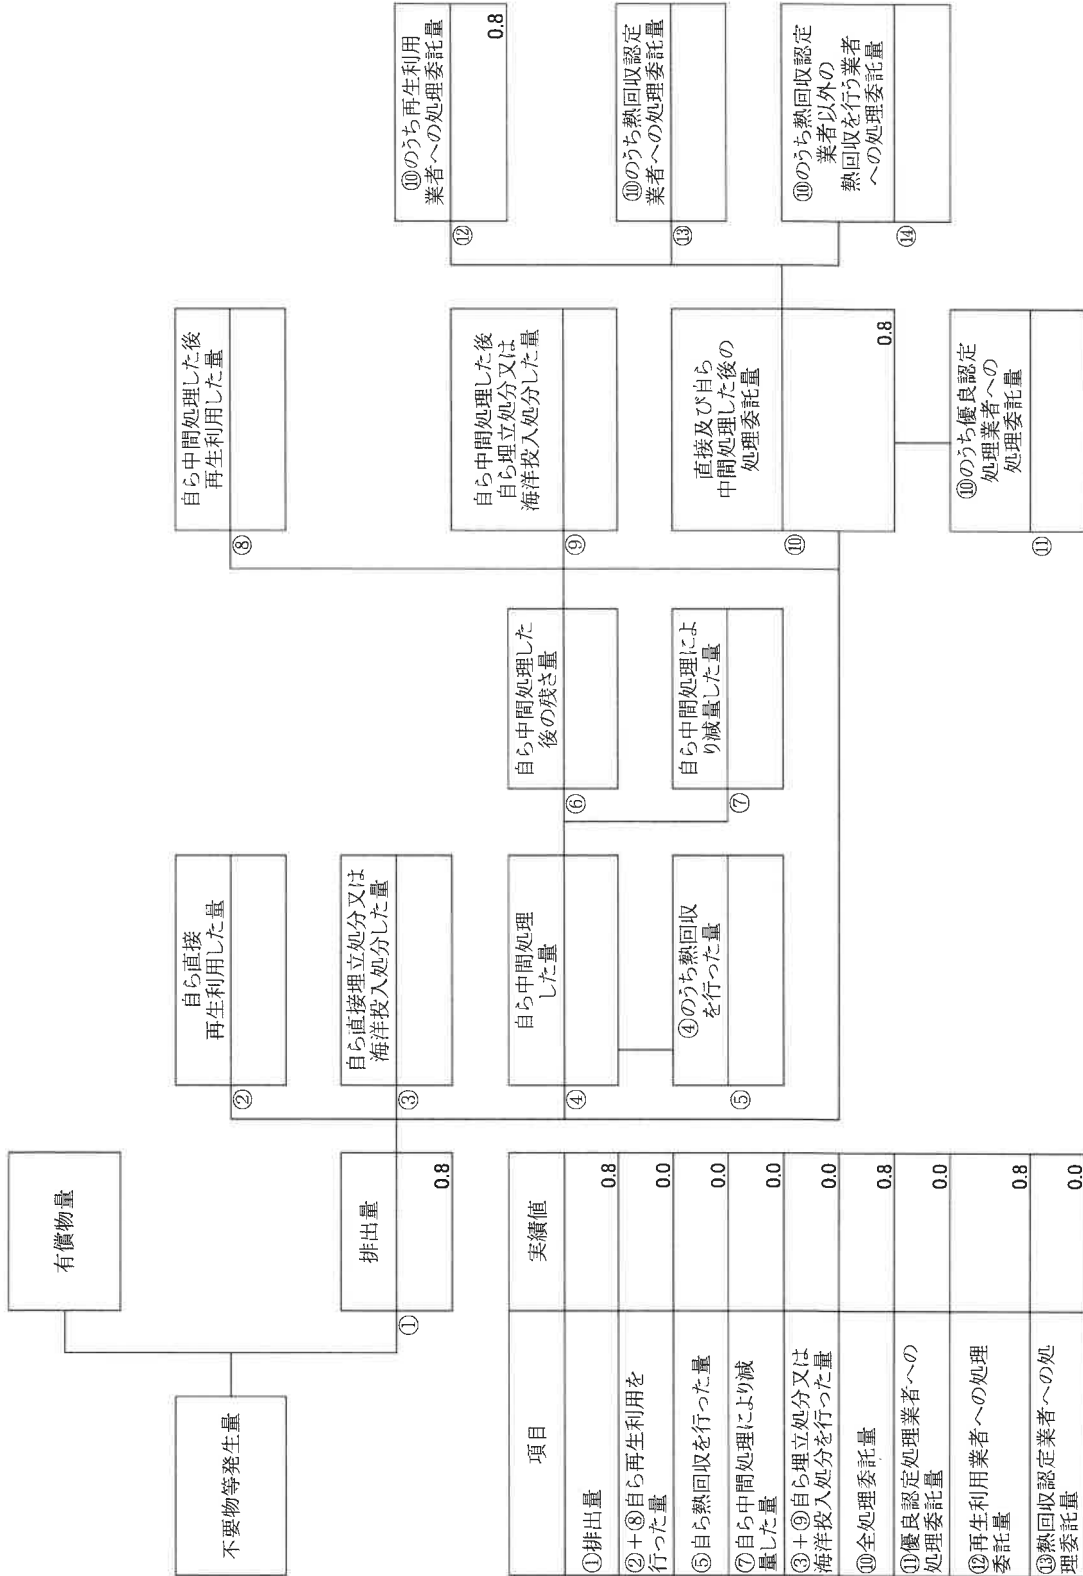 不要物等発生量
有償物量
①
排出量
0.8
②
自ら直接
再生利用した量
③
自ら直接埋立処分又は
海洋投入処分した量
④
自ら中間処理
した量
⑤
④のうち熱回収
を行った量
⑥
自ら中間処理した
後の残さ量
⑦
自ら中間処理によ
り減量した量
⑧
自ら中間処理した後
再生利用した量
⑨
自ら中間処理した後
自ら埋立処分又は
海洋投入処分した量
⑩
直接及び自ら
中間処理した後の
処理委託量
0.8
⑪
⑩のうち優良認定
処理業者への
処理委託量
⑫
⑩のうち再生利用
業者への処理委託量
0.8
⑬
⑩のうち熱回収認定
業者への処理委託量
⑭
⑩のうち熱回収認定
業者以外の
熱回収を行う業者
への処理委託量
項目 実績値
①排出量 0.8
②+⑧自ら再生利用を
行った量 0.0
⑤自ら熱回収を行った量 0.0
⑦自ら中間処理により減
量した量 0.0
③+⑨自ら埋立処分又は
海洋投入処分を行った量 0.0
⑩全処理委託量 0.8
⑪優良認定処理業者への
処理委託量 0.0
⑫再生利用業者への処理
委託量 0.8
⑬熱回収認定業者への処
理委託量 0.0